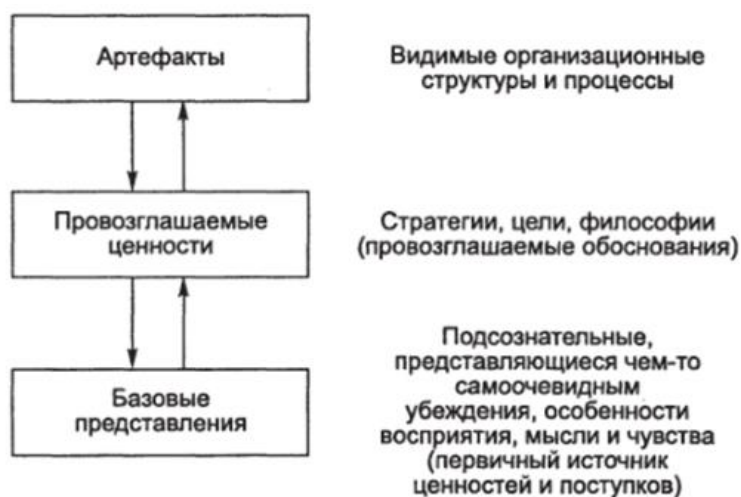 Артефакты
Видимые организационные
структуры и процессы
Провозглашаемые
ценности
Стратегии, цели, философии
(провозглашаемые обоснования)
Базовые
представления
Подсознательные,
представляющиеся чем-то
самоочевидным
убеждения, особенности
восприятия, мысли и чувства
(первичный источник
ценностей и поступков)